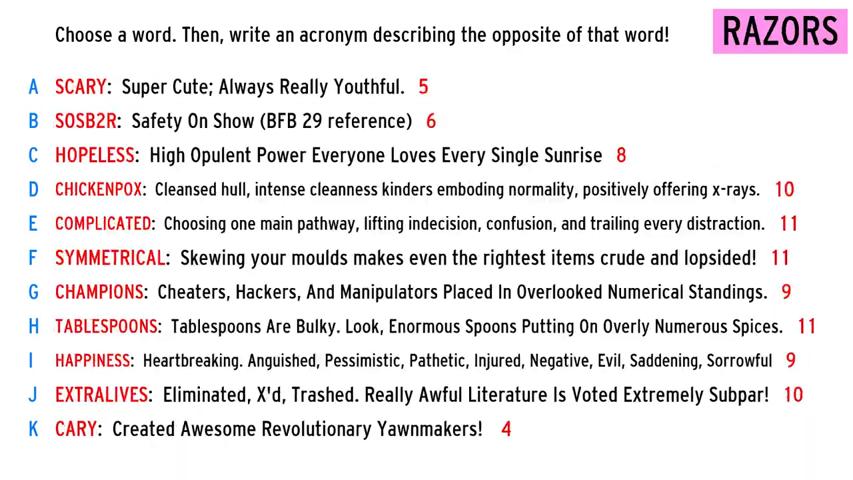 Choose a word. Then, write an acronym describing the opposite of that word!
RAZORS
A SCARY: Super Cute; Always Really Youthful. 5
B SOSB2R: Safety On Show (BFB 29 reference) 6
C HOPELESS: High Opulent Power Everyone Loves Every Single Sunrise 8
D CHICKENPOX: Cleansed hull, intense cleanness kinders emboding normality, positively offering x-rays. 10
E COMPLICATED: Choosing one main pathway, lifting indecision, confusion, and trailing every distraction. 11
F SYMMETRICAL: Skewing your moulds makes even the rightest items crude and lopsided! 11
G CHAMPIONS: Cheaters, Hackers, And Manipulators Placed In Overlooked Numerical Standings. 9
H TABLESPOONS: Tablespoons Are Bulky. Look, Enormous Spoons Putting On Overly Numerous Spices. 11
I HAPPINESS: Heartbreaking. Anguished, Pessimistic, Pathetic, Injured, Negative, Evil, Saddening, Sorrowful 9
J EXTRALIVES: Eliminated, X'd, Trashed. Really Awful Literature Is Voted Extremely Subpar! 10
K CARY: Created Awesome Revolutionary Yawnmakers! 4